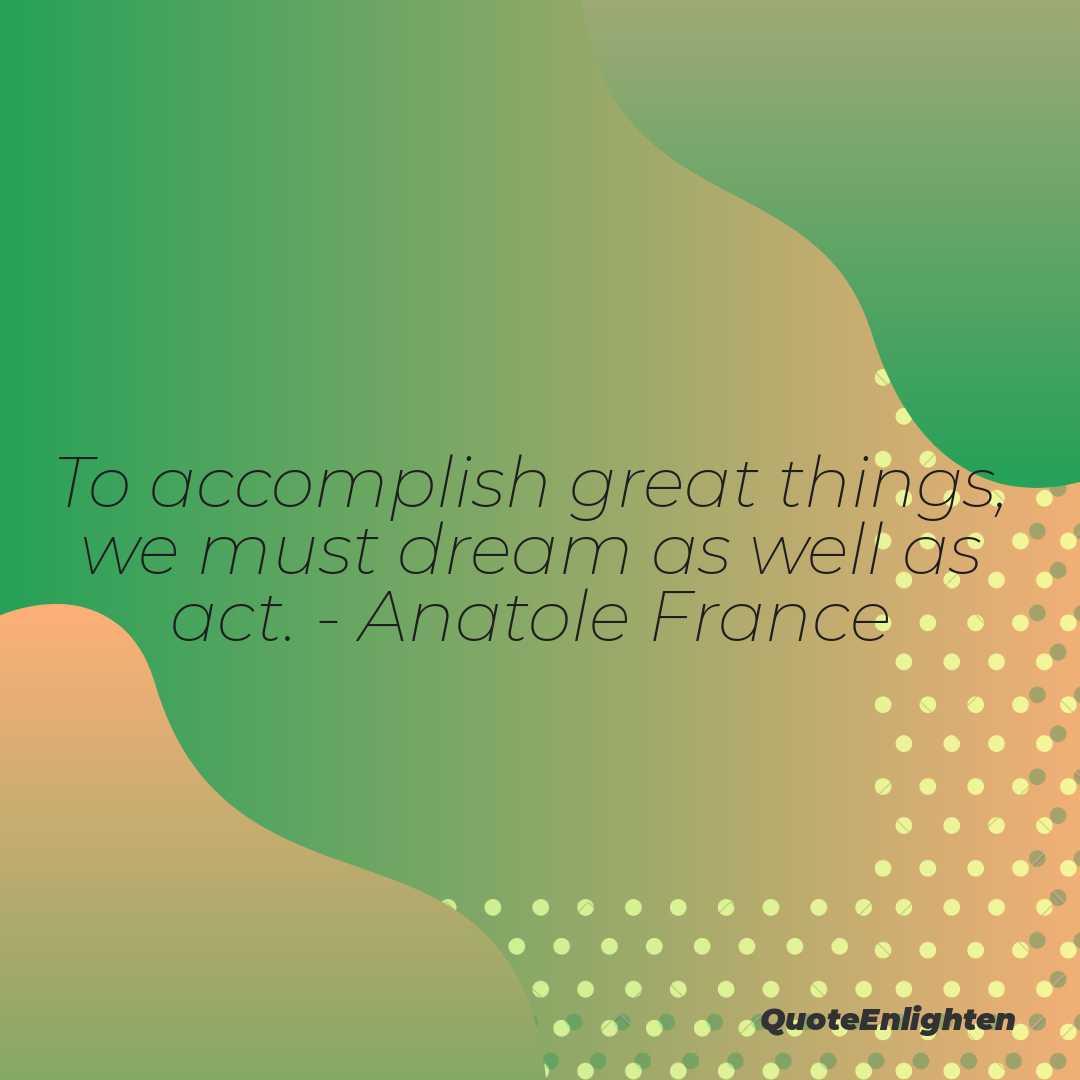 To accomplish great things,
we must dream as well as
act. - Anatole France
QuoteEnlighten